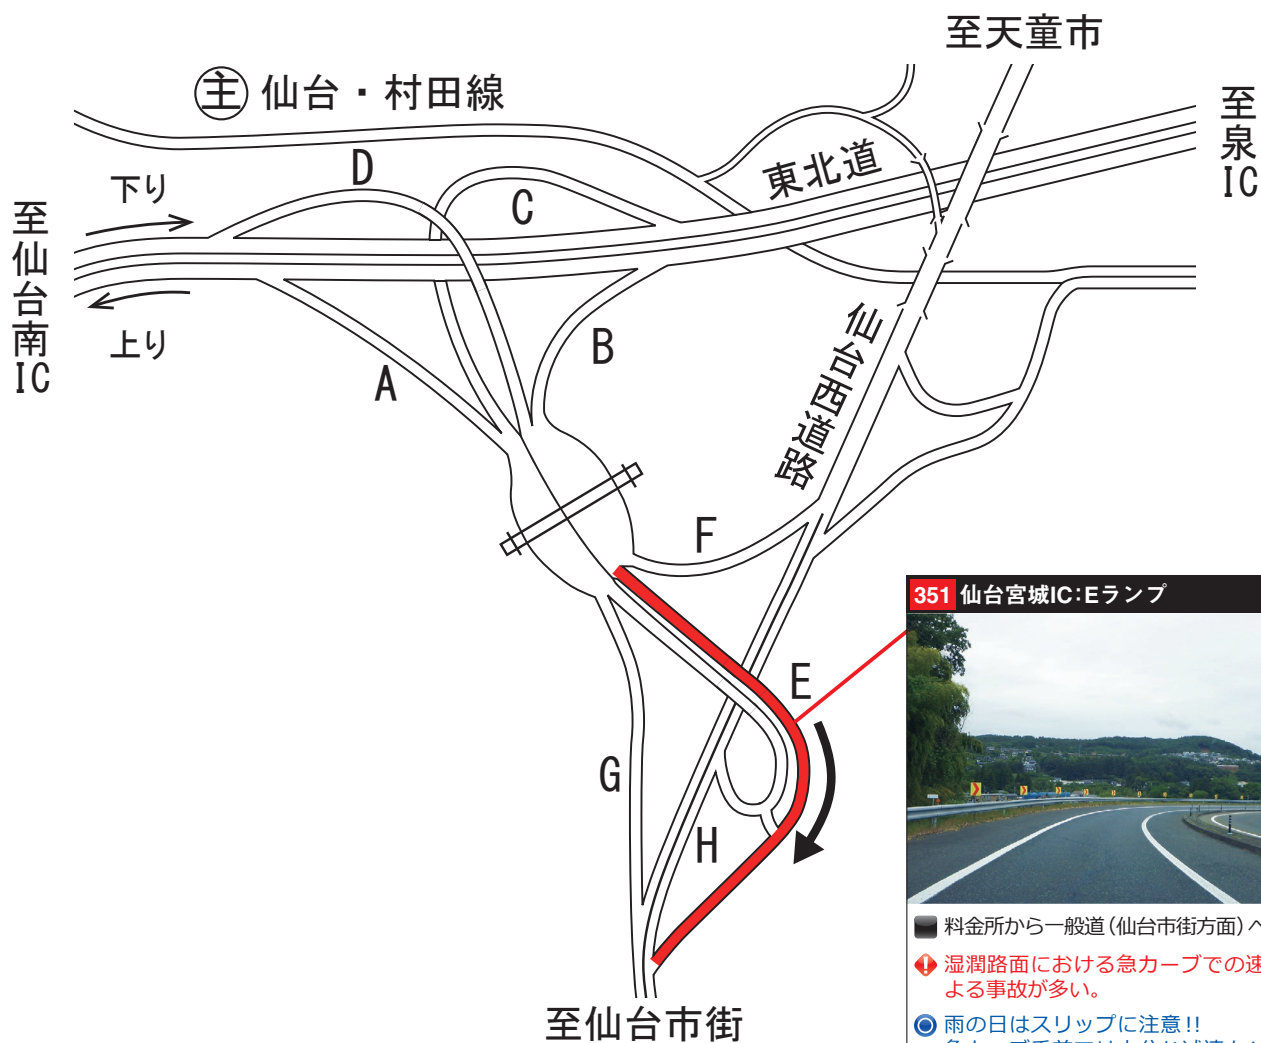 至天童市
主 仙台・村田線
至泉IC
東北道
D
C
下り
至仙台南IC
上り
A
B
仙台西道路
F
351 仙台宮城IC:Eランプ
E
G
H
料金所から一般道(仙台市街方面)へ
湿潤路面における急カーブでの速
よる事故が多い。
雨の日はスリップに注意!!
至仙台市街